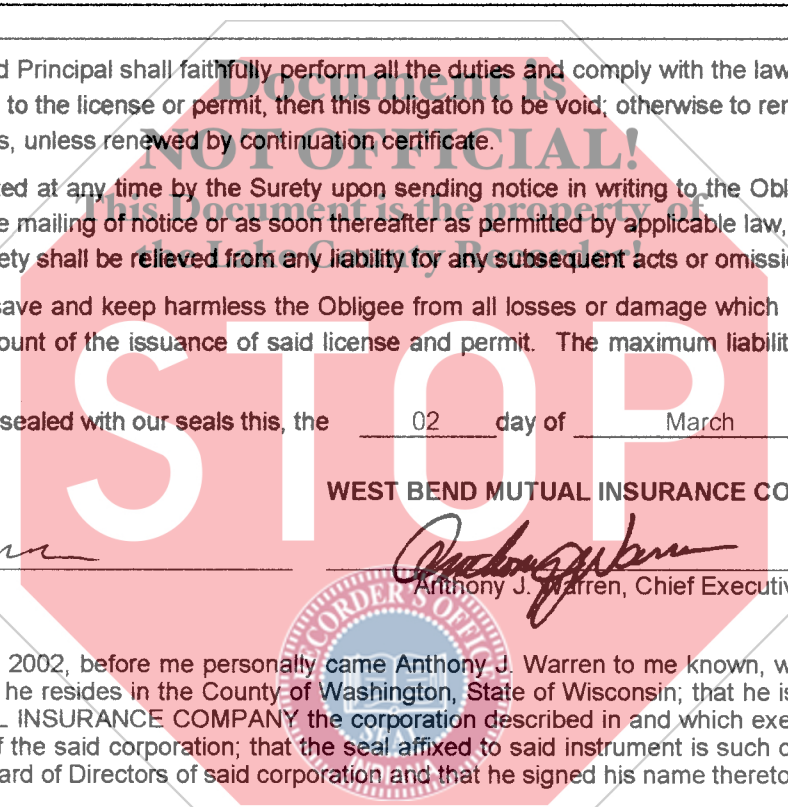 d Principal shall faithfully perform all the duties and comply with the law
to the license or permit, then this obligation to be void; otherwise to rer
s, unless renewed by continuation certificate.
Document is
NOT OFFICIAL!
This Document is the property of
the Lake County Recorder!
ed at any time by the Surety upon sending notice in writing to the Obl
e mailing of notice or as soon thereafter as permitted by applicable law,
ety shall be relieved from any liability for any subsequent acts or omissi
save and keep harmless the Obligee from all losses or damage which
ount of the issuance of said license and permit. The maximum liabilit
STOP
sealed with our seals this, the 02 day of March
WEST BEND MUTUAL INSURANCE CO
Anthony J. Warren
Anthony J. Warren, Chief Executiv
RECORDER'S OFFICE
SEAL
INDIANA
2002, before me personally came Anthony J. Warren to me known, w
he resides in the County of Washington, State of Wisconsin; that he is
L INSURANCE COMPANY the corporation described in and which exe
f the said corporation; that the seal affixed to said instrument is such c
ard of Directors of said corporation and that he signed his name thereto